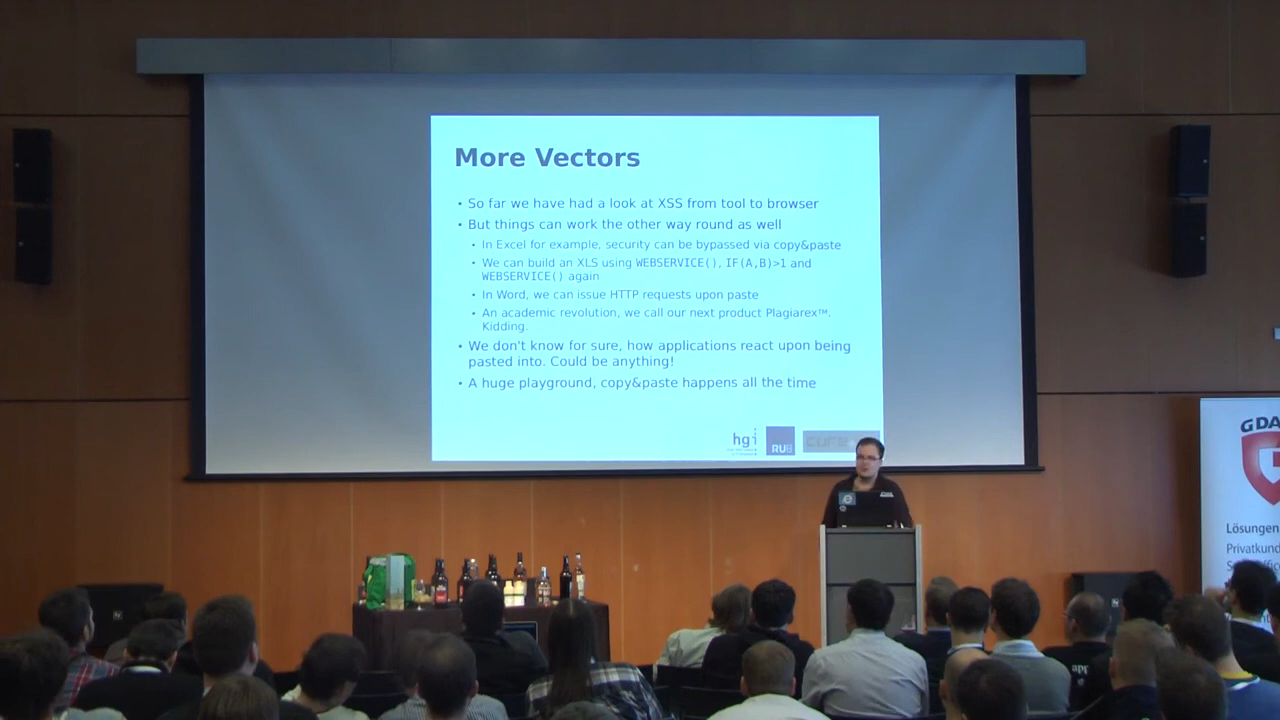 More Vectors
• So far we have had a look at XSS from tool to browser
• But things can work the other way round as well
• In Excel for example, security can be bypassed via copy&paste
• We can build an XLS using WEBSERVICE(), IF(A,B)>1 and
WEBSERVICE() again
• In Word, we can issue HTTP requests upon paste
• An academic revolution, we call our next product Plagiarex™.
Kidding.
• We don't know for sure, how applications react upon being
pasted into. Could be anything!
• A huge playground, copy&paste happens all the time
hgi
RUB
G DA
Lösungen
Privatkund